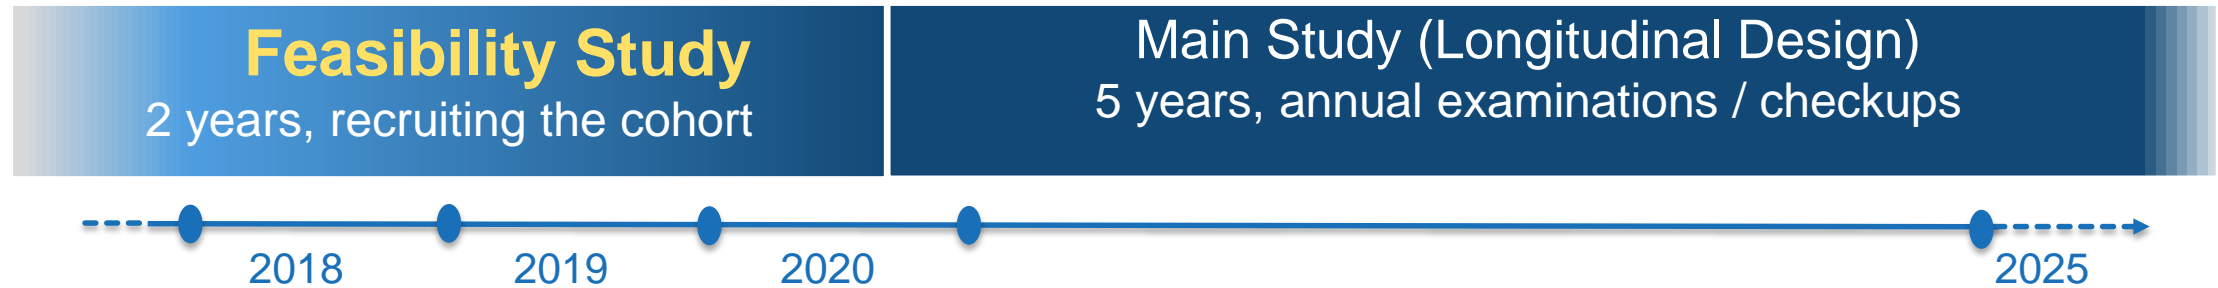 Feasibility Study
2 years, recruiting the cohort
Main Study (Longitudinal Design)
5 years, annual examinations / checkups
2018
2019
2020
2025